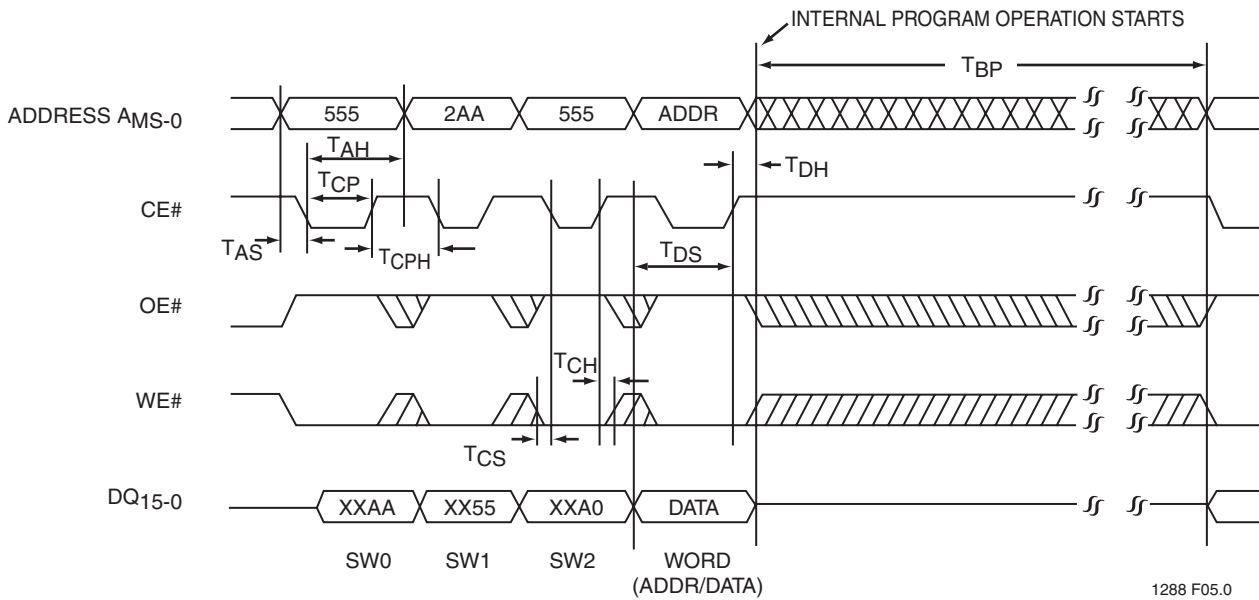 INTERNAL PROGRAM OPERATION STARTS
TBP
ADDRESS AMS-0
555
2AA
555
ADDR
TAH
TDH
TCP
CE#
TAS
TCPH
TDS
OE#
TCH
WE#
TCS
DQ15-0
XXAA
XX55
XXA0
DATA
SW0
SW1
SW2
WORD
(ADDR/DATA)
1288 F05.0